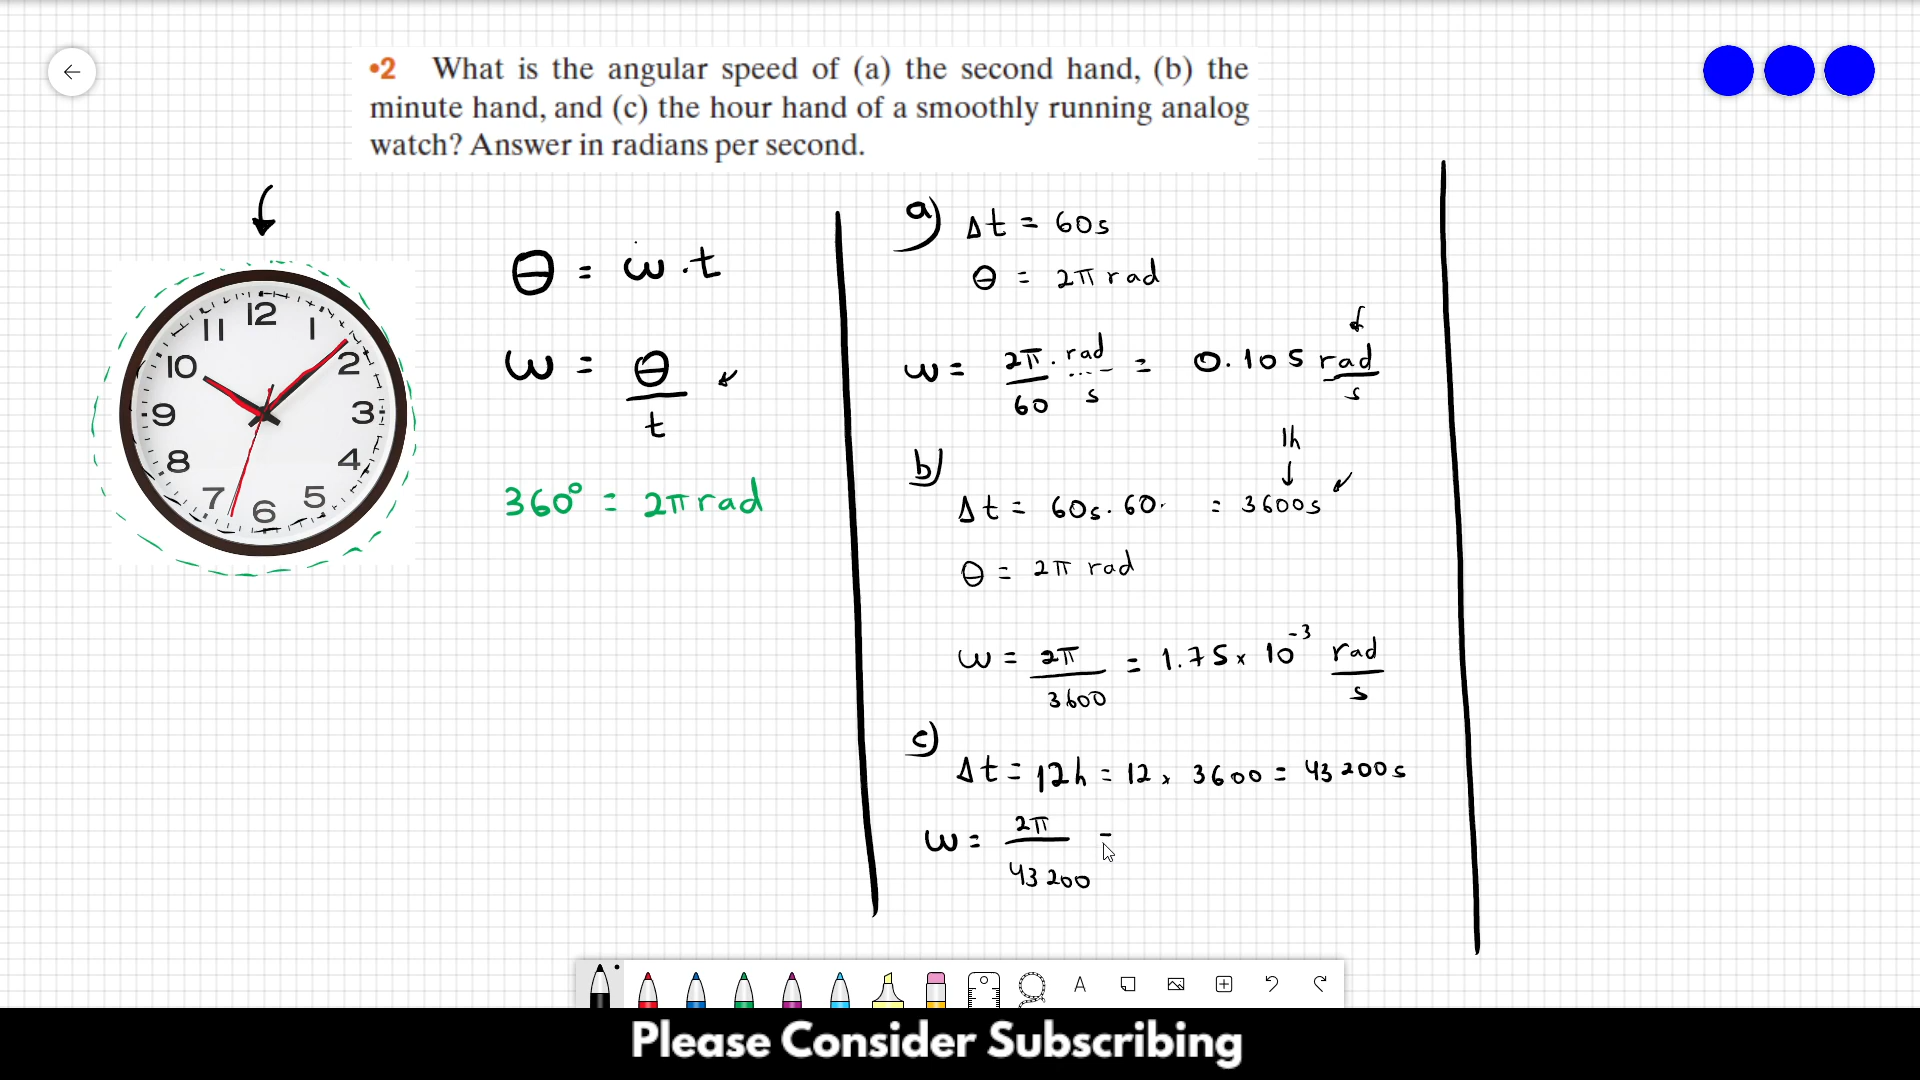 •2 What is the angular speed of (a) the second hand, (b) the
minute hand, and (c) the hour hand of a smoothly running analog
watch? Answer in radians per second.
12
1
2
3
4
5
6
7
8
9
10
11
θ = ω · t
ω = θ / t
360° = 2π rad
a) Δt = 60s
θ = 2π rad
ω = 2π / 60 · rad / s = 0.105 rad / s
1h
b)
Δt = 60s · 60 · = 3600s
θ = 2π rad
ω = 2π / 3600 = 1.75 × 10⁻³ rad / s
c)
Δt = 12h = 12 × 3600 = 43200s
ω = 2π / 43200 =
A
Please Consider Subscribing